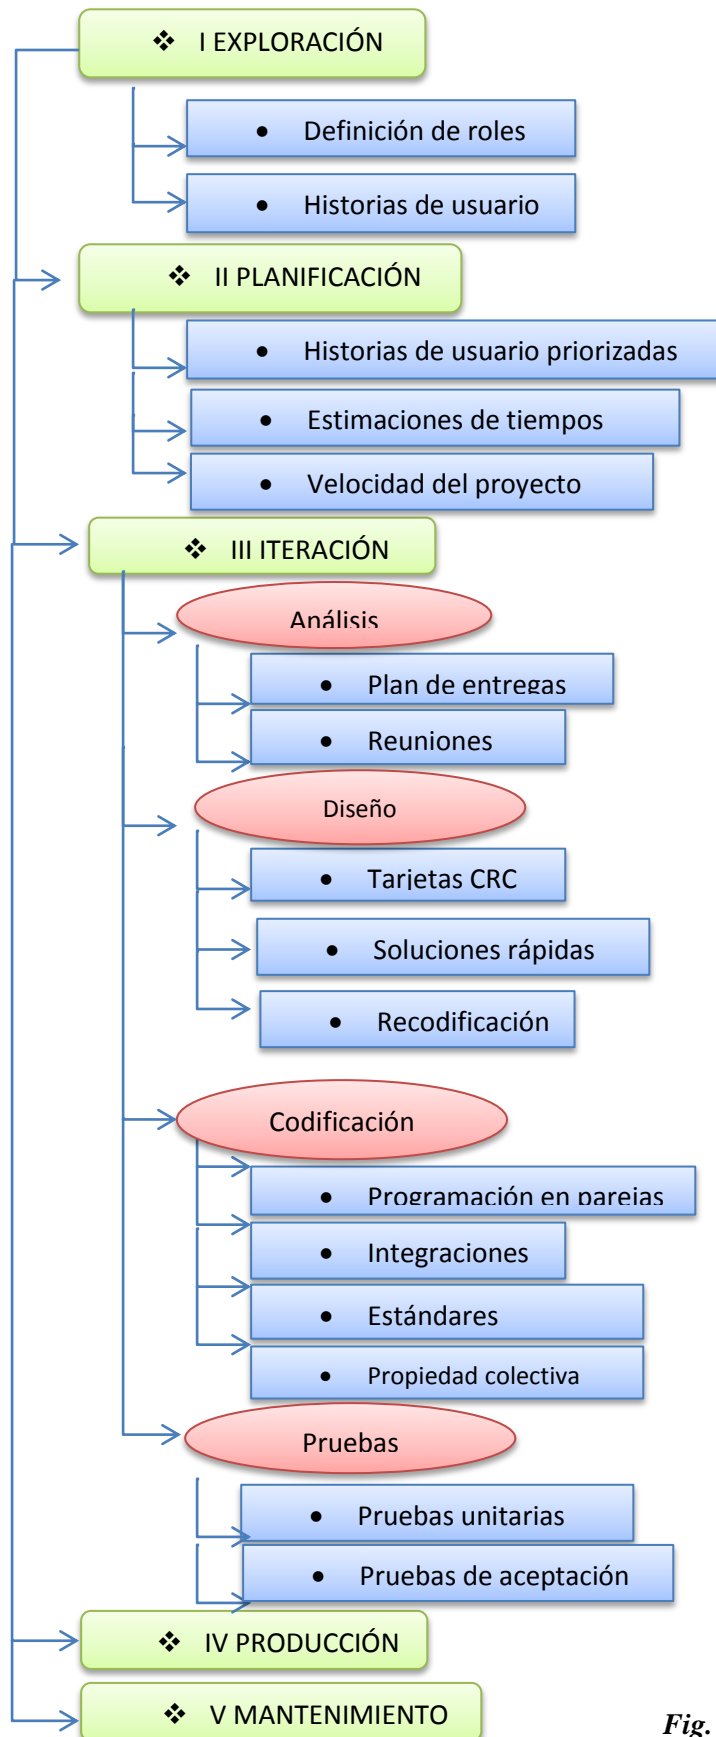 ❖ I EXPLORACIÓN
• Definición de roles
• Historias de usuario
❖ II PLANIFICACIÓN
• Historias de usuario priorizadas
• Estimaciones de tiempos
• Velocidad del proyecto
❖ III ITERACIÓN
Análisis
• Plan de entregas
• Reuniones
Diseño
• Tarjetas CRC
• Soluciones rápidas
• Recodificación
Codificación
• Programación en parejas
• Integraciones
• Estándares
• Propiedad colectiva
Pruebas
• Pruebas unitarias
• Pruebas de aceptación
❖ IV PRODUCCIÓN
❖ V MANTENIMIENTO
Fig.